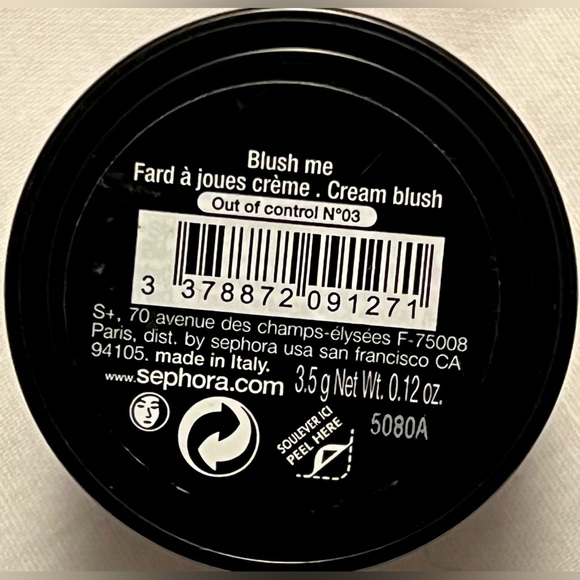 Blush me
Fard à joues crème . Cream blush
Out of control N°03
3 378872 091271
S+, 70 avenue des champs-élysées F-75008
Paris, dist. by sephora usa san francisco CA
94105. made in Italy.
www.sephora.com 3.5 g Net Wt. 0.12 oz.
SOULEVER ICI
PEEL HERE
5080A